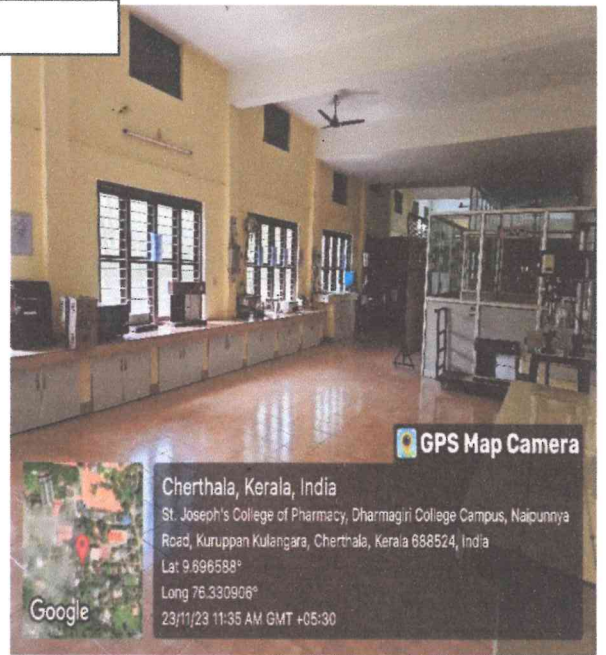 GPS Map Camera
Cherthala, Kerala, India
St. Joseph's College of Pharmacy, Dharmagiri College Campus, Naipunnya
Road, Kuruppan Kulangara, Cherthala, Kerala 688524, India
Lat 9.696588°
Long 76.330906°
23/11/23 11:35 AM GMT +05:30
Google